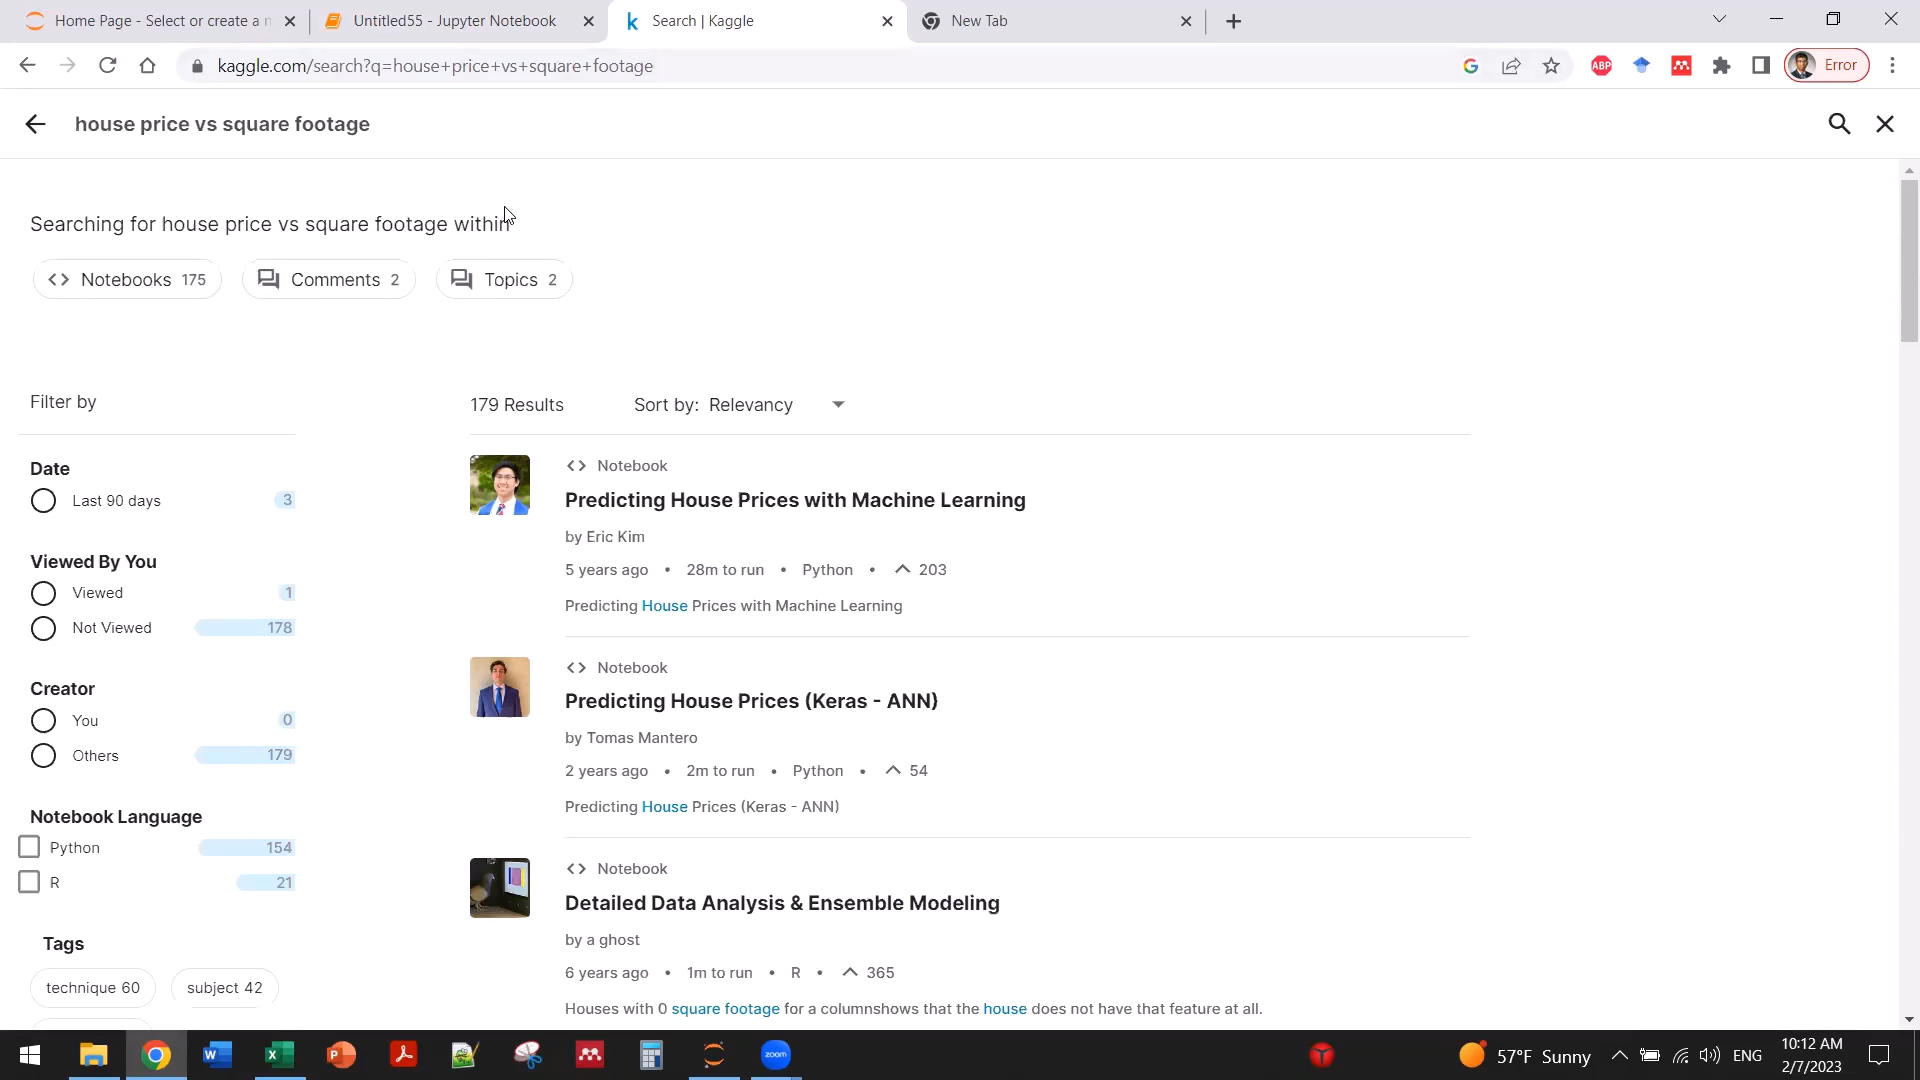 Home Page - Select or create a n
Untitled55 - Jupyter Notebook
Search | Kaggle
New Tab
kaggle.com/search?q=house+price+vs+square+footage
ABP
Error
house price vs square footage
Searching for house price vs square footage within
Notebooks 175
Comments 2
Topics 2
Filter by
179 Results
Sort by: Relevancy
Date
Last 90 days 3
Viewed By You
Viewed 1
Not Viewed 178
Creator
You 0
Others 179
Notebook Language
Python 154
R 21
Tags
technique 60
subject 42
Notebook
Predicting House Prices with Machine Learning
by Eric Kim
5 years ago • 28m to run • Python • 203
Predicting House Prices with Machine Learning
Notebook
Predicting House Prices (Keras - ANN)
by Tomas Mantero
2 years ago • 2m to run • Python • 54
Predicting House Prices (Keras - ANN)
Notebook
Detailed Data Analysis & Ensemble Modeling
by a ghost
6 years ago • 1m to run • R • 365
Houses with 0 square footage for a columnshows that the house does not have that feature at all.
zoom
57°F Sunny
ENG
10:12 AM
2/7/2023